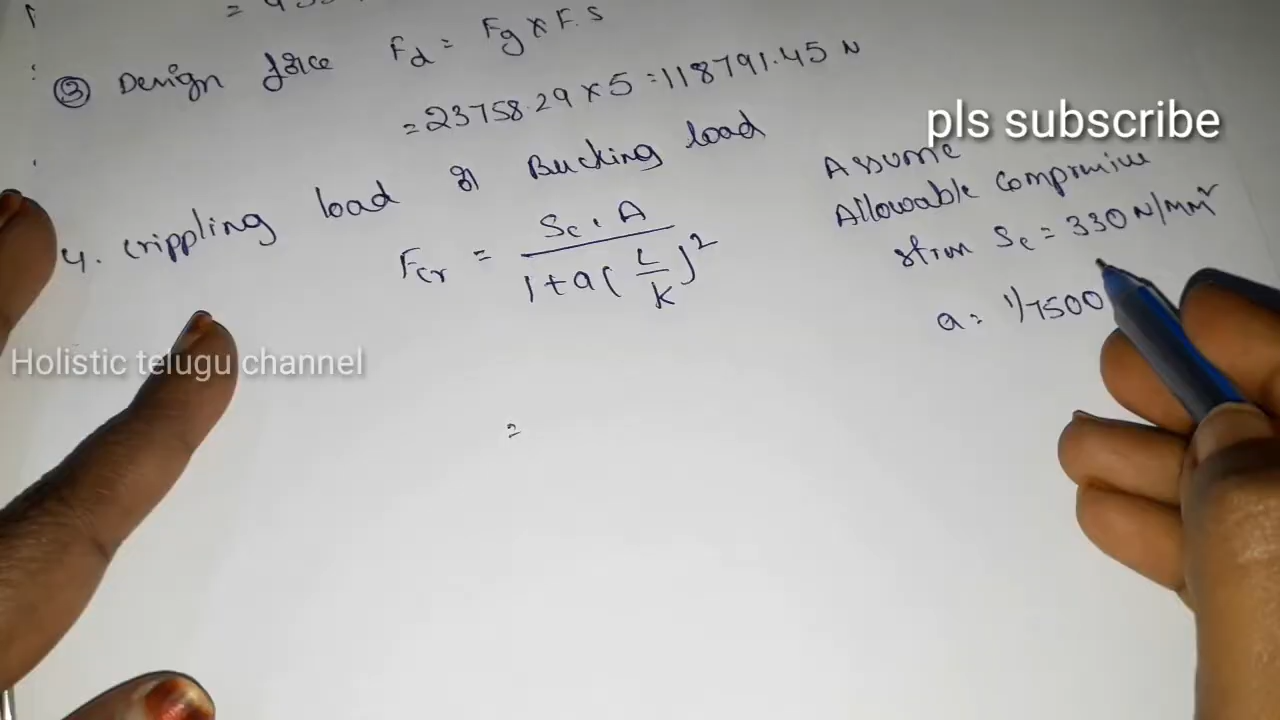 ③ Design force Fd = Fg x F.S
= 23758.29 x 5 = 118791.45 N
pls subscribe
4. Crippling load or Bucking load
Fcr = Sc . A / 1 + a (L/K)²
Assume
Allowable Compressive
stress Sc = 330 N/MM²
a = 1/7500
Holistic telugu channel
=